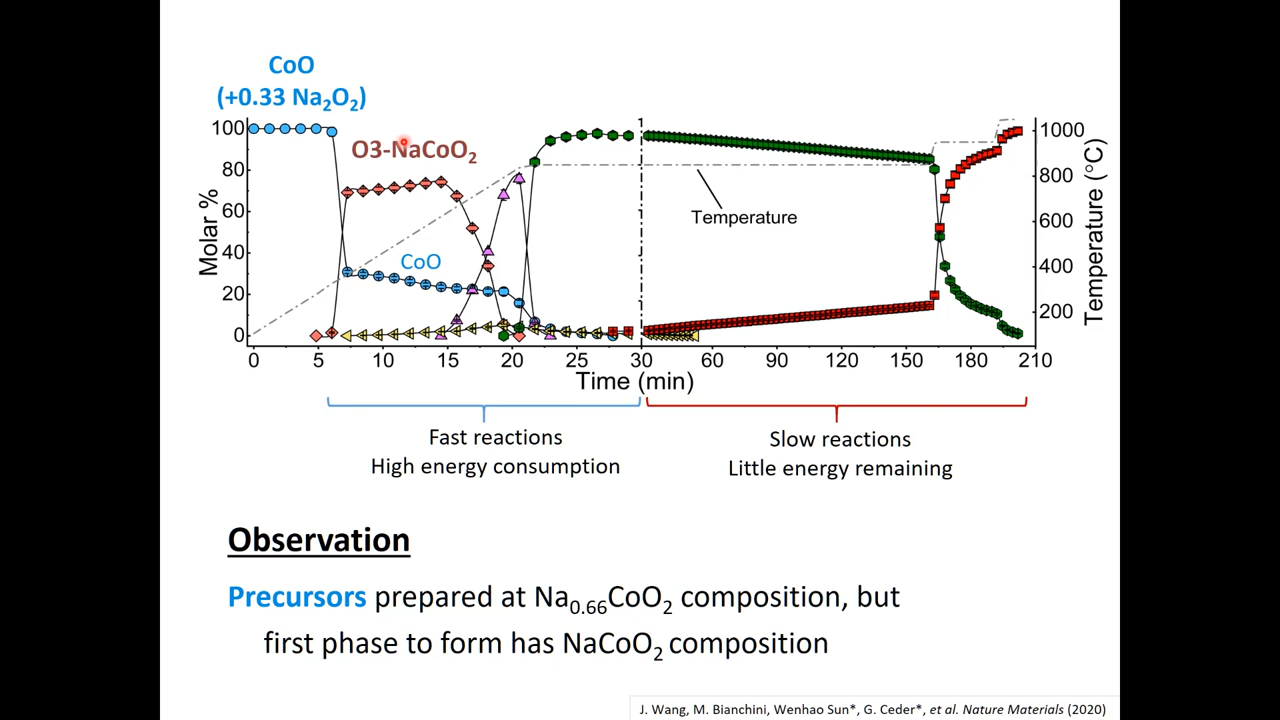 CoO
(+0.33 Na₂O₂)
O3-NaCoO₂
CoO
Temperature
Molar %
100
80
60
40
20
0
1000
800
600
400
200
Temperature (°C)
0 5 10 15 20 25 30 60 90 120 150 180 210
Time (min)
Fast reactions
High energy consumption
Slow reactions
Little energy remaining
Observation
Precursors prepared at Na₀.₆₆CoO₂ composition, but
first phase to form has NaCoO₂ composition
J. Wang, M. Bianchini, Wenhao Sun*, G. Ceder*, et al. Nature Materials (2020)